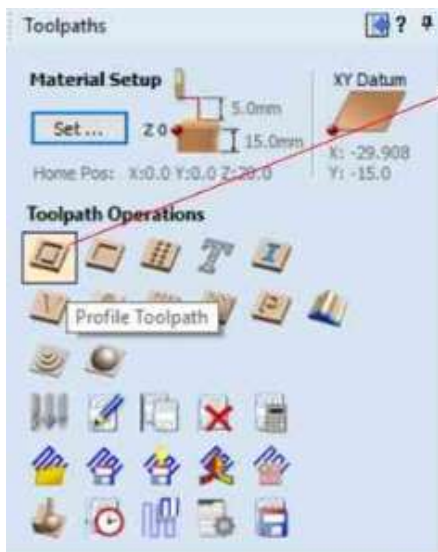 Toolpaths
?
Material Setup
XY Datum
5.0mm
Set ...
Z 0
15.0mm
X: -29.908
Home Pos: X:0.0 Y:0.0 Z:20.0
Y: -15.0
Toolpath Operations
Profile Toolpath